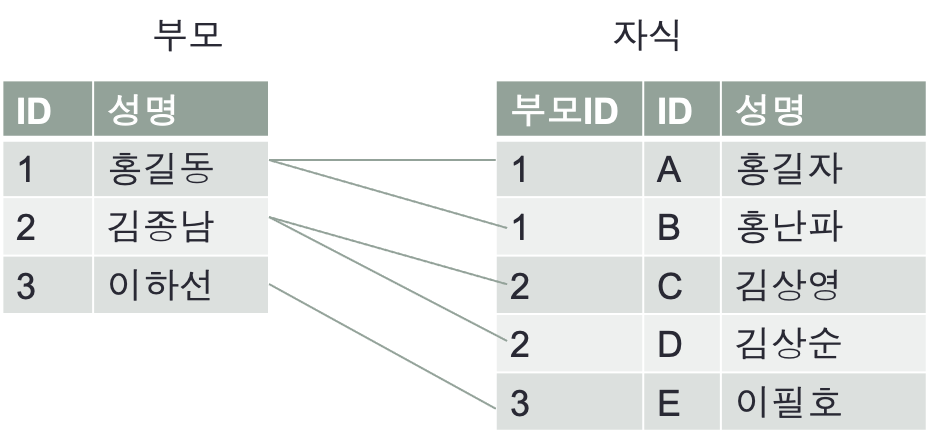 부모
ID 성명
1 홍길동
2 김종남
3 이하선
자식
부모ID ID 성명
1 A 홍길자
1 B 홍난파
2 C 김상영
2 D 김상순
3 E 이필호